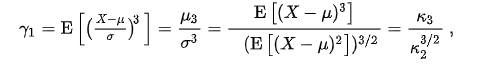 γ₁ = E[((X−μ)/σ)³] = μ₃/σ³ = E[(X − μ)³]/(E[(X − μ)²])^{3/2} = κ₃/κ₂^{3/2} ,